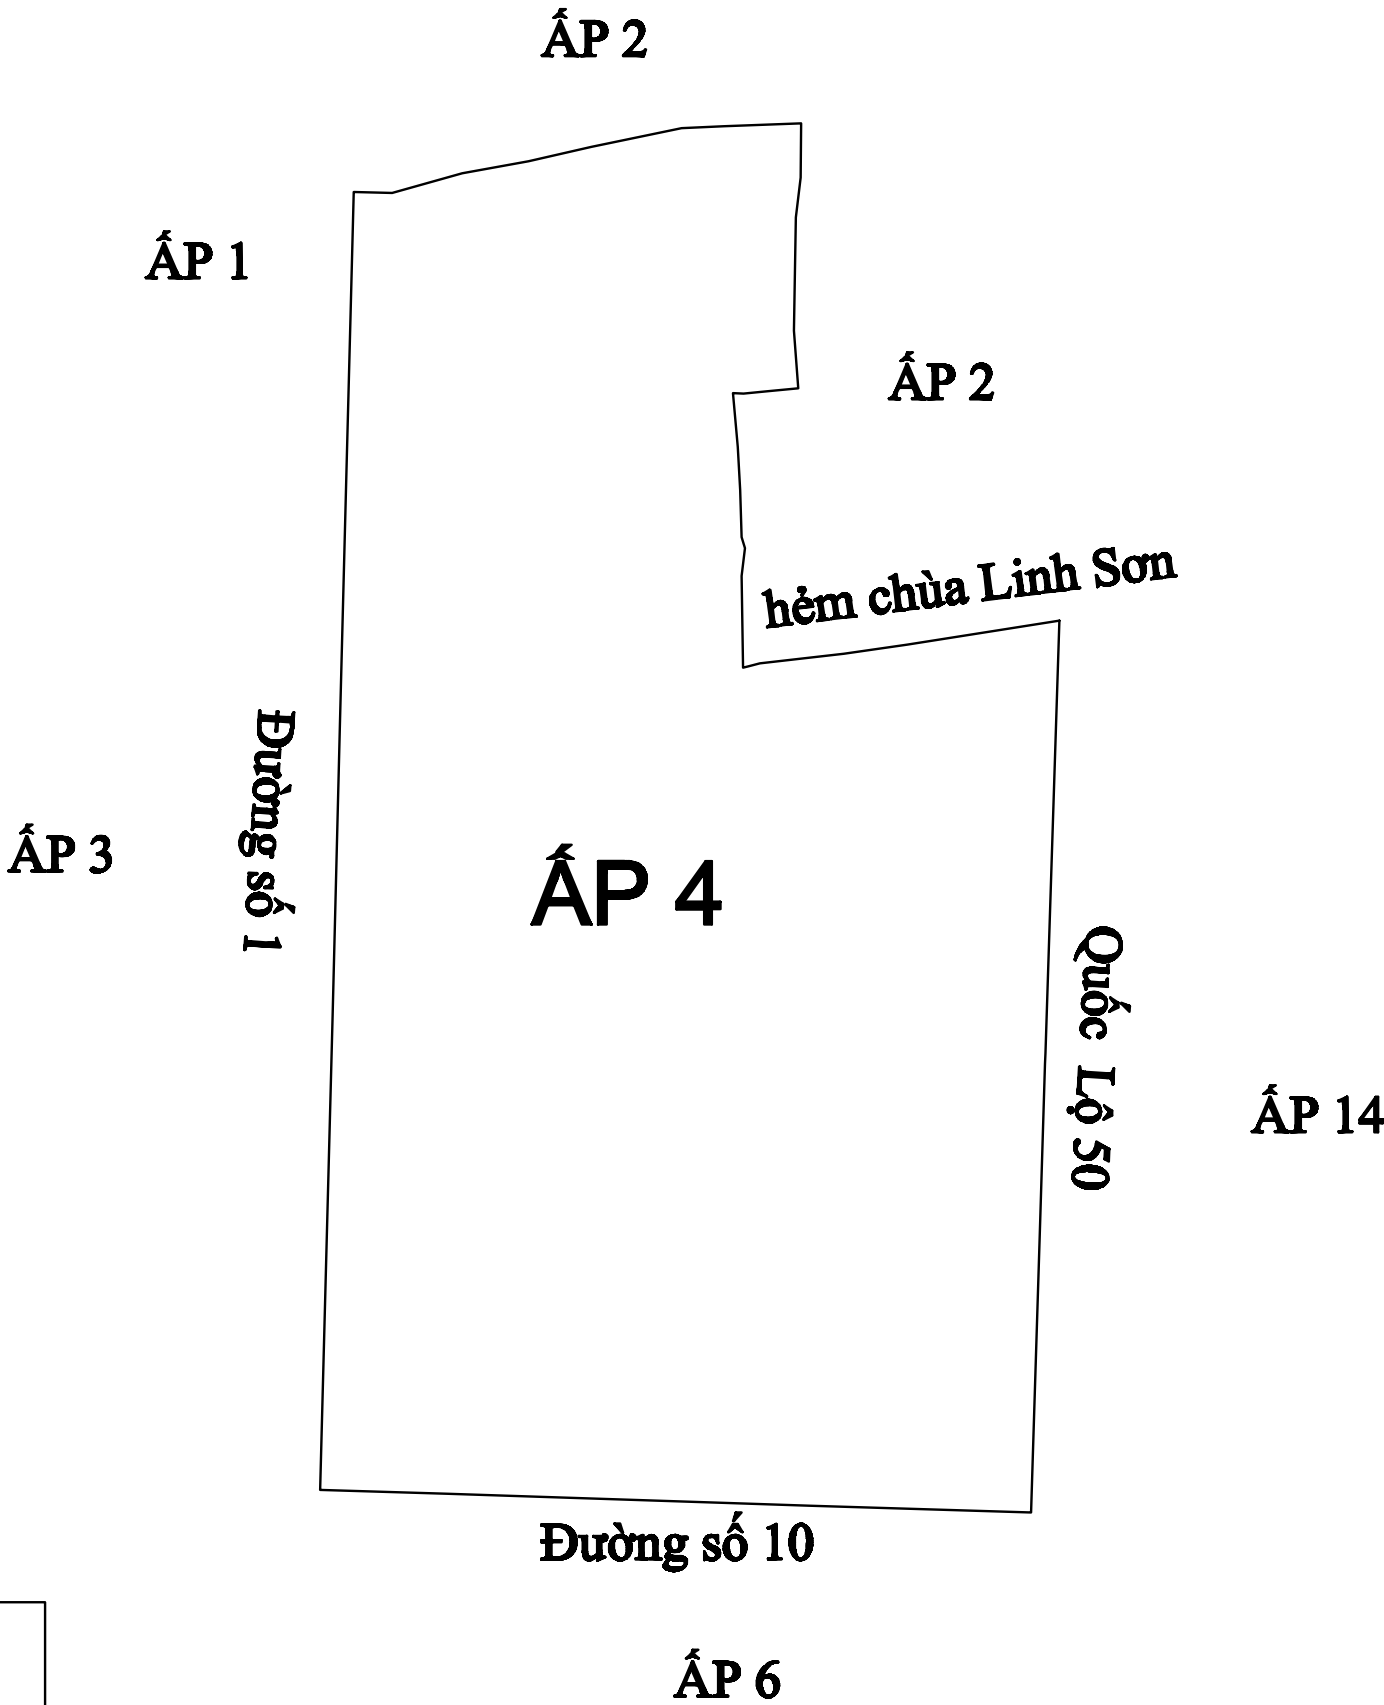 ẤP 2
ẤP 1
ẤP 2
hẻm chùa Linh Sơn
Đường số 1
ẤP 3
ẤP 4
Quốc Lộ 50
ẤP 14
Đường số 10
ẤP 6